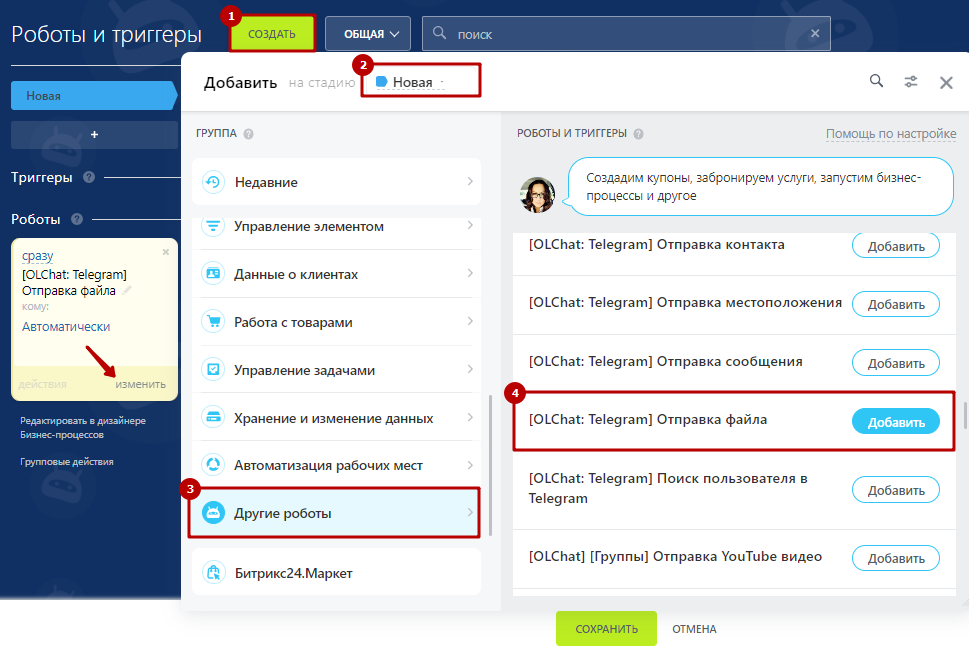 Роботы и триггеры
1
СОЗДАТЬ
ОБЩАЯ
поиск
Новая
+
Триггеры ?
Роботы ?
сразу
[OLChat: Telegram]
Отправка файла
кому:
Автоматически
действия
изменить
Редактировать в дизайнере
Бизнес-процессов
Групповые действия
Добавить на стадию
2
Новая
ГРУППА ?
Недавние
Управление элементом
Данные о клиентах
Работа с товарами
Управление задачами
Хранение и изменение данных
Автоматизация рабочих мест
3
Другие роботы
Битрикс24.Маркет
РОБОТЫ И ТРИГГЕРЫ ?
Помощь по настройке
Создадим купоны, забронируем услуги, запустим бизнес-
процессы и другое
[OLChat: Telegram] Отправка контакта
Добавить
[OLChat: Telegram] Отправка местоположения
Добавить
[OLChat: Telegram] Отправка сообщения
Добавить
4
[OLChat: Telegram] Отправка файла
Добавить
[OLChat: Telegram] Поиск пользователя в
Telegram
Добавить
[OLChat] [Группы] Отправка YouTube видео
Добавить
СОХРАНИТЬ
ОТМЕНА